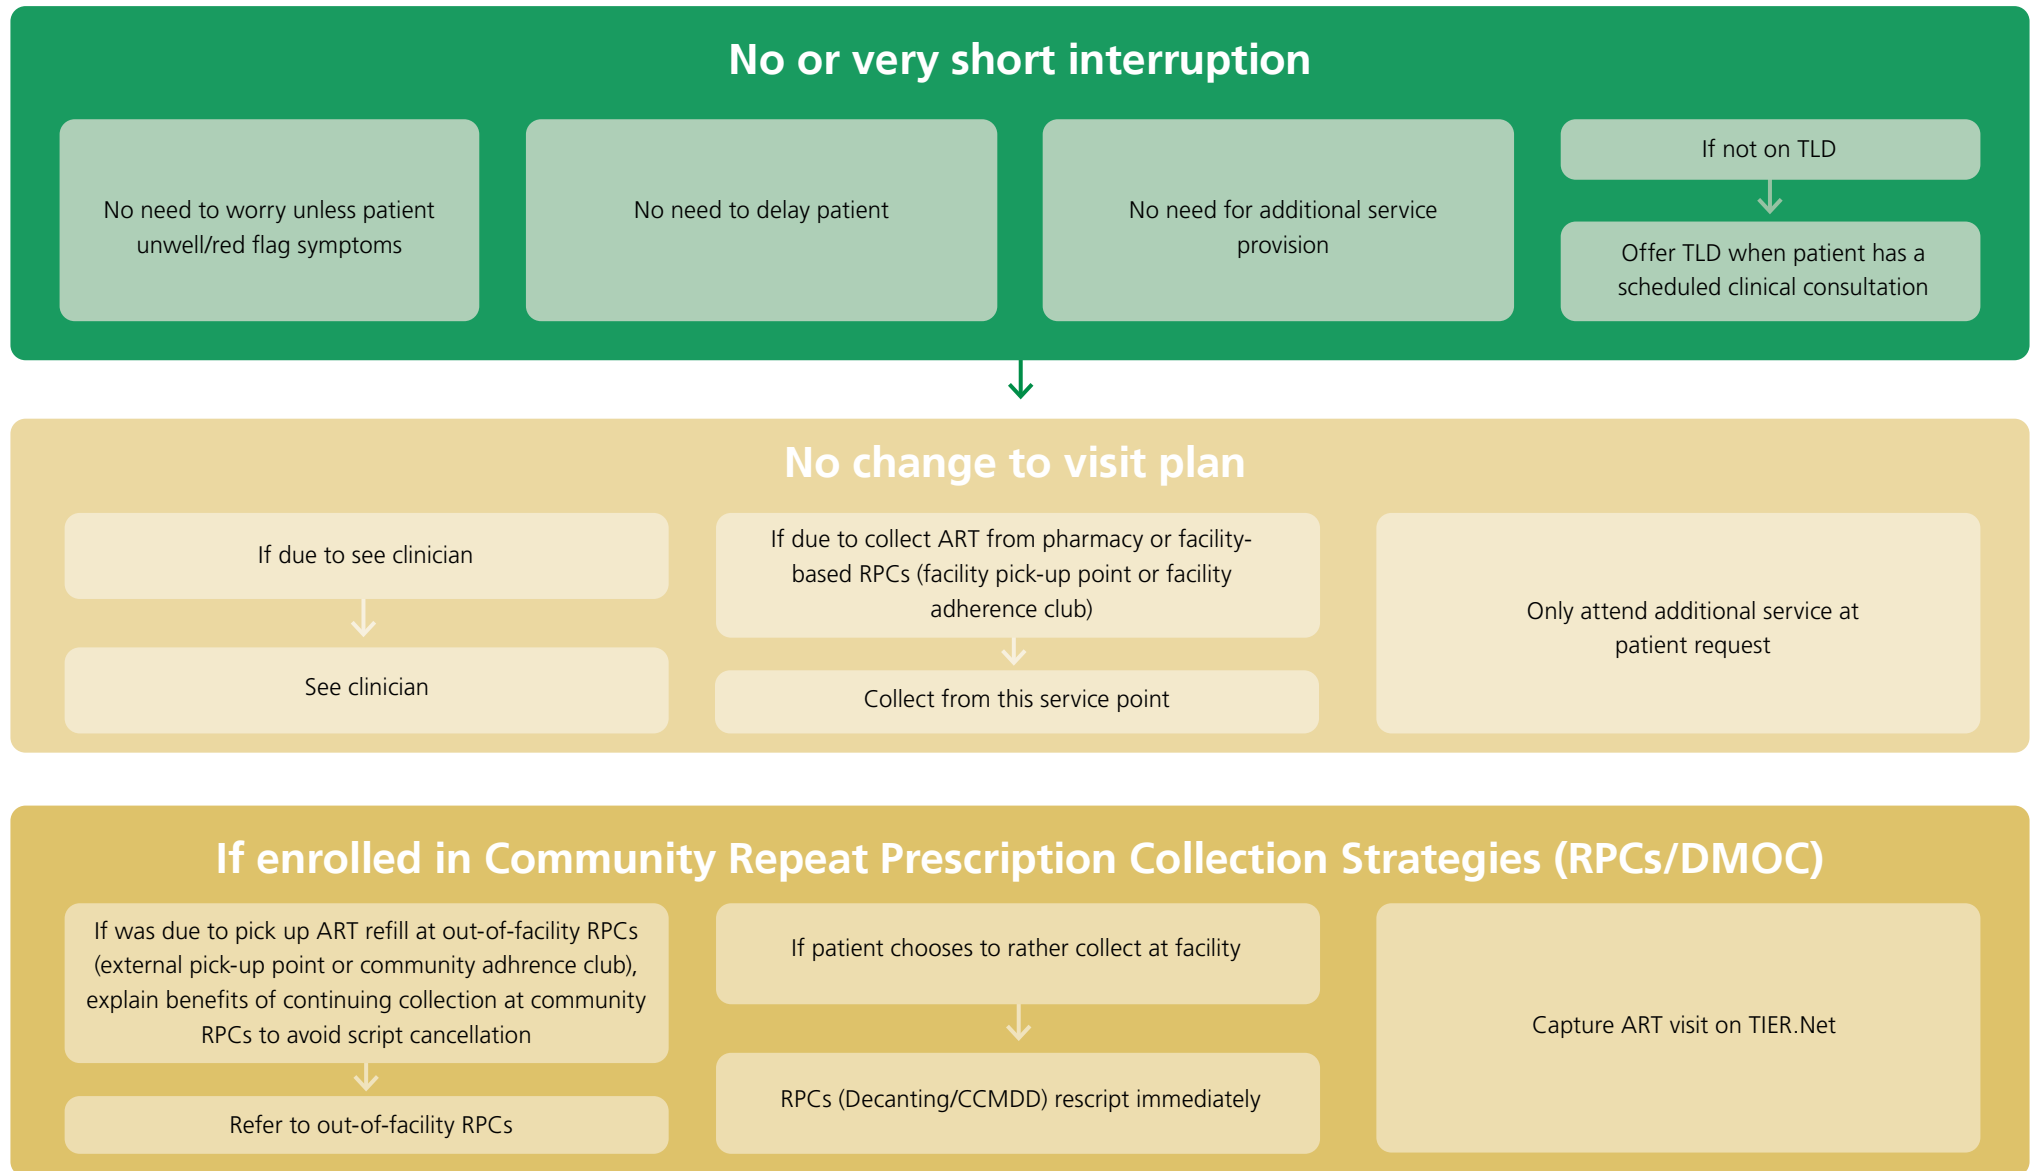 No or very short interruption
No need to worry unless patient
unwell/red flag symptoms
No need to delay patient
No need for additional service
provision
If not on TLD
Offer TLD when patient has a
scheduled clinical consultation
No change to visit plan
If due to see clinician
See clinician
If due to collect ART from pharmacy or facility-
based RPCs (facility pick-up point or facility
adherence club)
Collect from this service point
Only attend additional service at
patient request
If enrolled in Community Repeat Prescription Collection Strategies (RPCs/DMOC)
If was due to pick up ART refill at out-of-facility RPCs
(external pick-up point or community adhrence club),
explain benefits of continuing collection at community
RPCs to avoid script cancellation
Refer to out-of-facility RPCs
If patient chooses to rather collect at facility
RPCs (Decanting/CCMDD) rescript immediately
Capture ART visit on TIER.Net